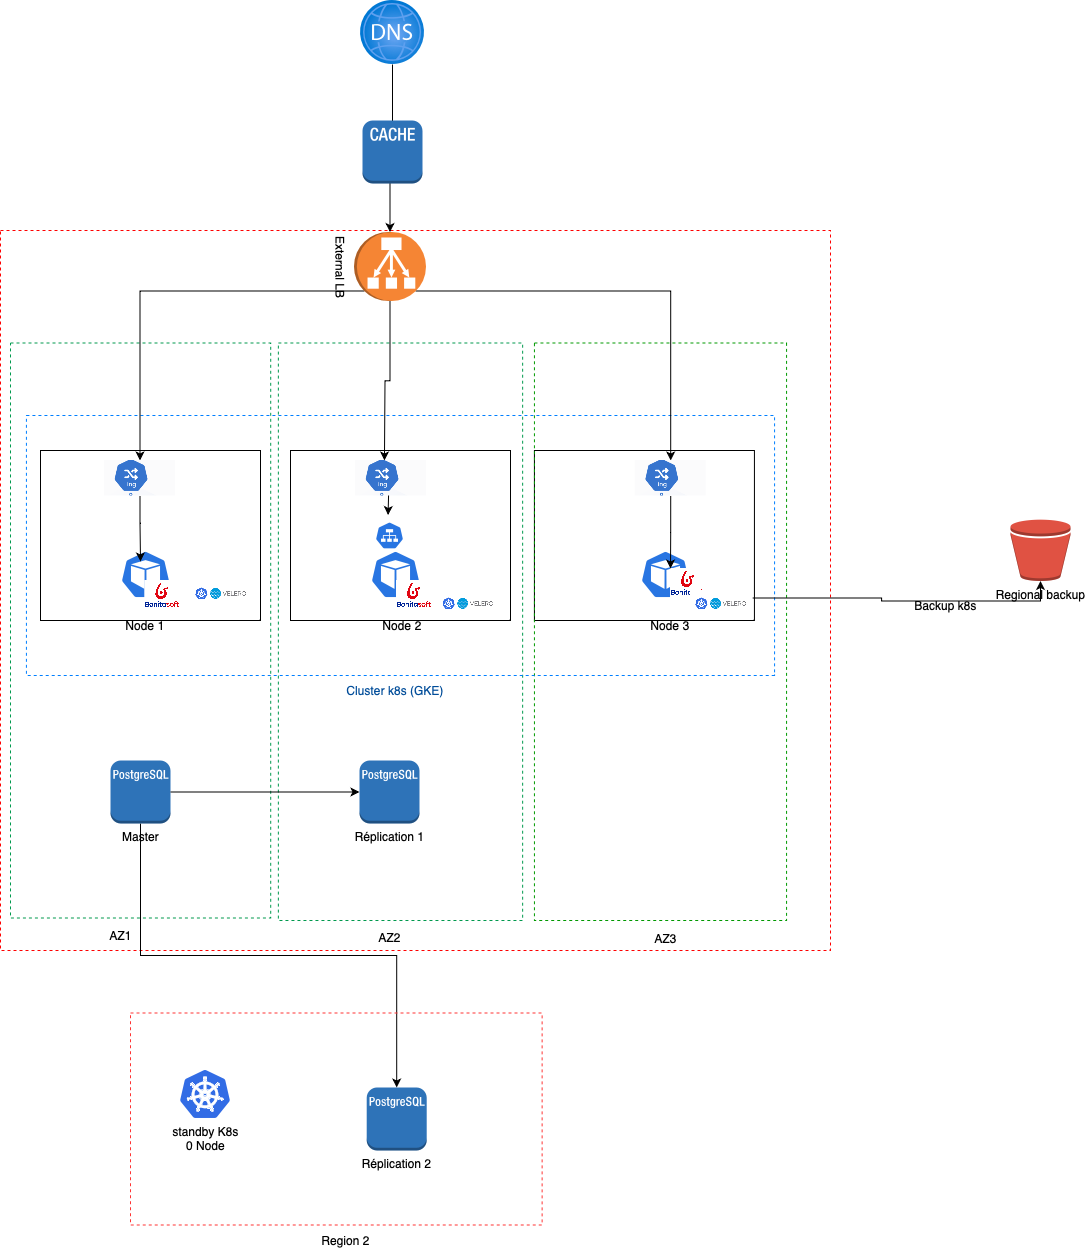 DNS
CACHE
External LB
Ing
Ing
Ing
Bonitasoft
VELERO
Bonitasoft
VELERO
Bonitc
VELERO
Node 1
Node 2
Node 3
Backup k8s
Regional backup
Cluster k8s (GKE)
PostgreSQL
PostgreSQL
Master
Réplication 1
AZ1
AZ2
AZ3
PostgreSQL
standby K8s
0 Node
Réplication 2
Region 2